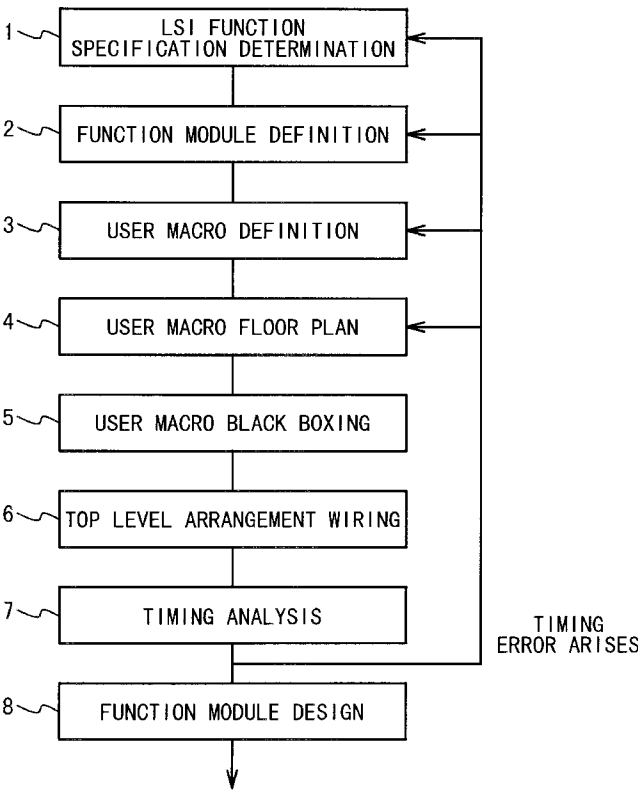 1
LSI FUNCTION
SPECIFICATION DETERMINATION
2
FUNCTION MODULE DEFINITION
3
USER MACRO DEFINITION
4
USER MACRO FLOOR PLAN
5
USER MACRO BLACK BOXING
6
TOP LEVEL ARRANGEMENT WIRING
7
TIMING ANALYSIS
TIMING
ERROR ARISES
8
FUNCTION MODULE DESIGN